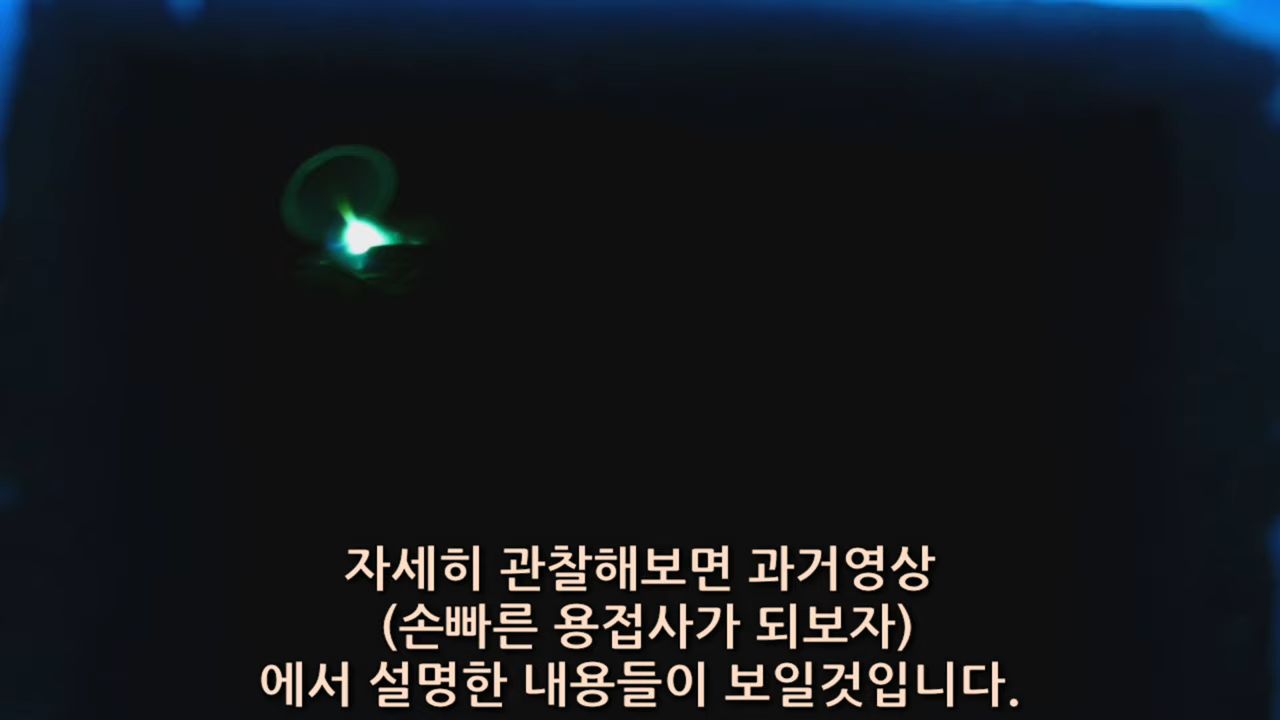 자세히 관찰해보면 과거영상
(손빠른 용접사가 되보자)
에서 설명한 내용들이 보일것입니다.